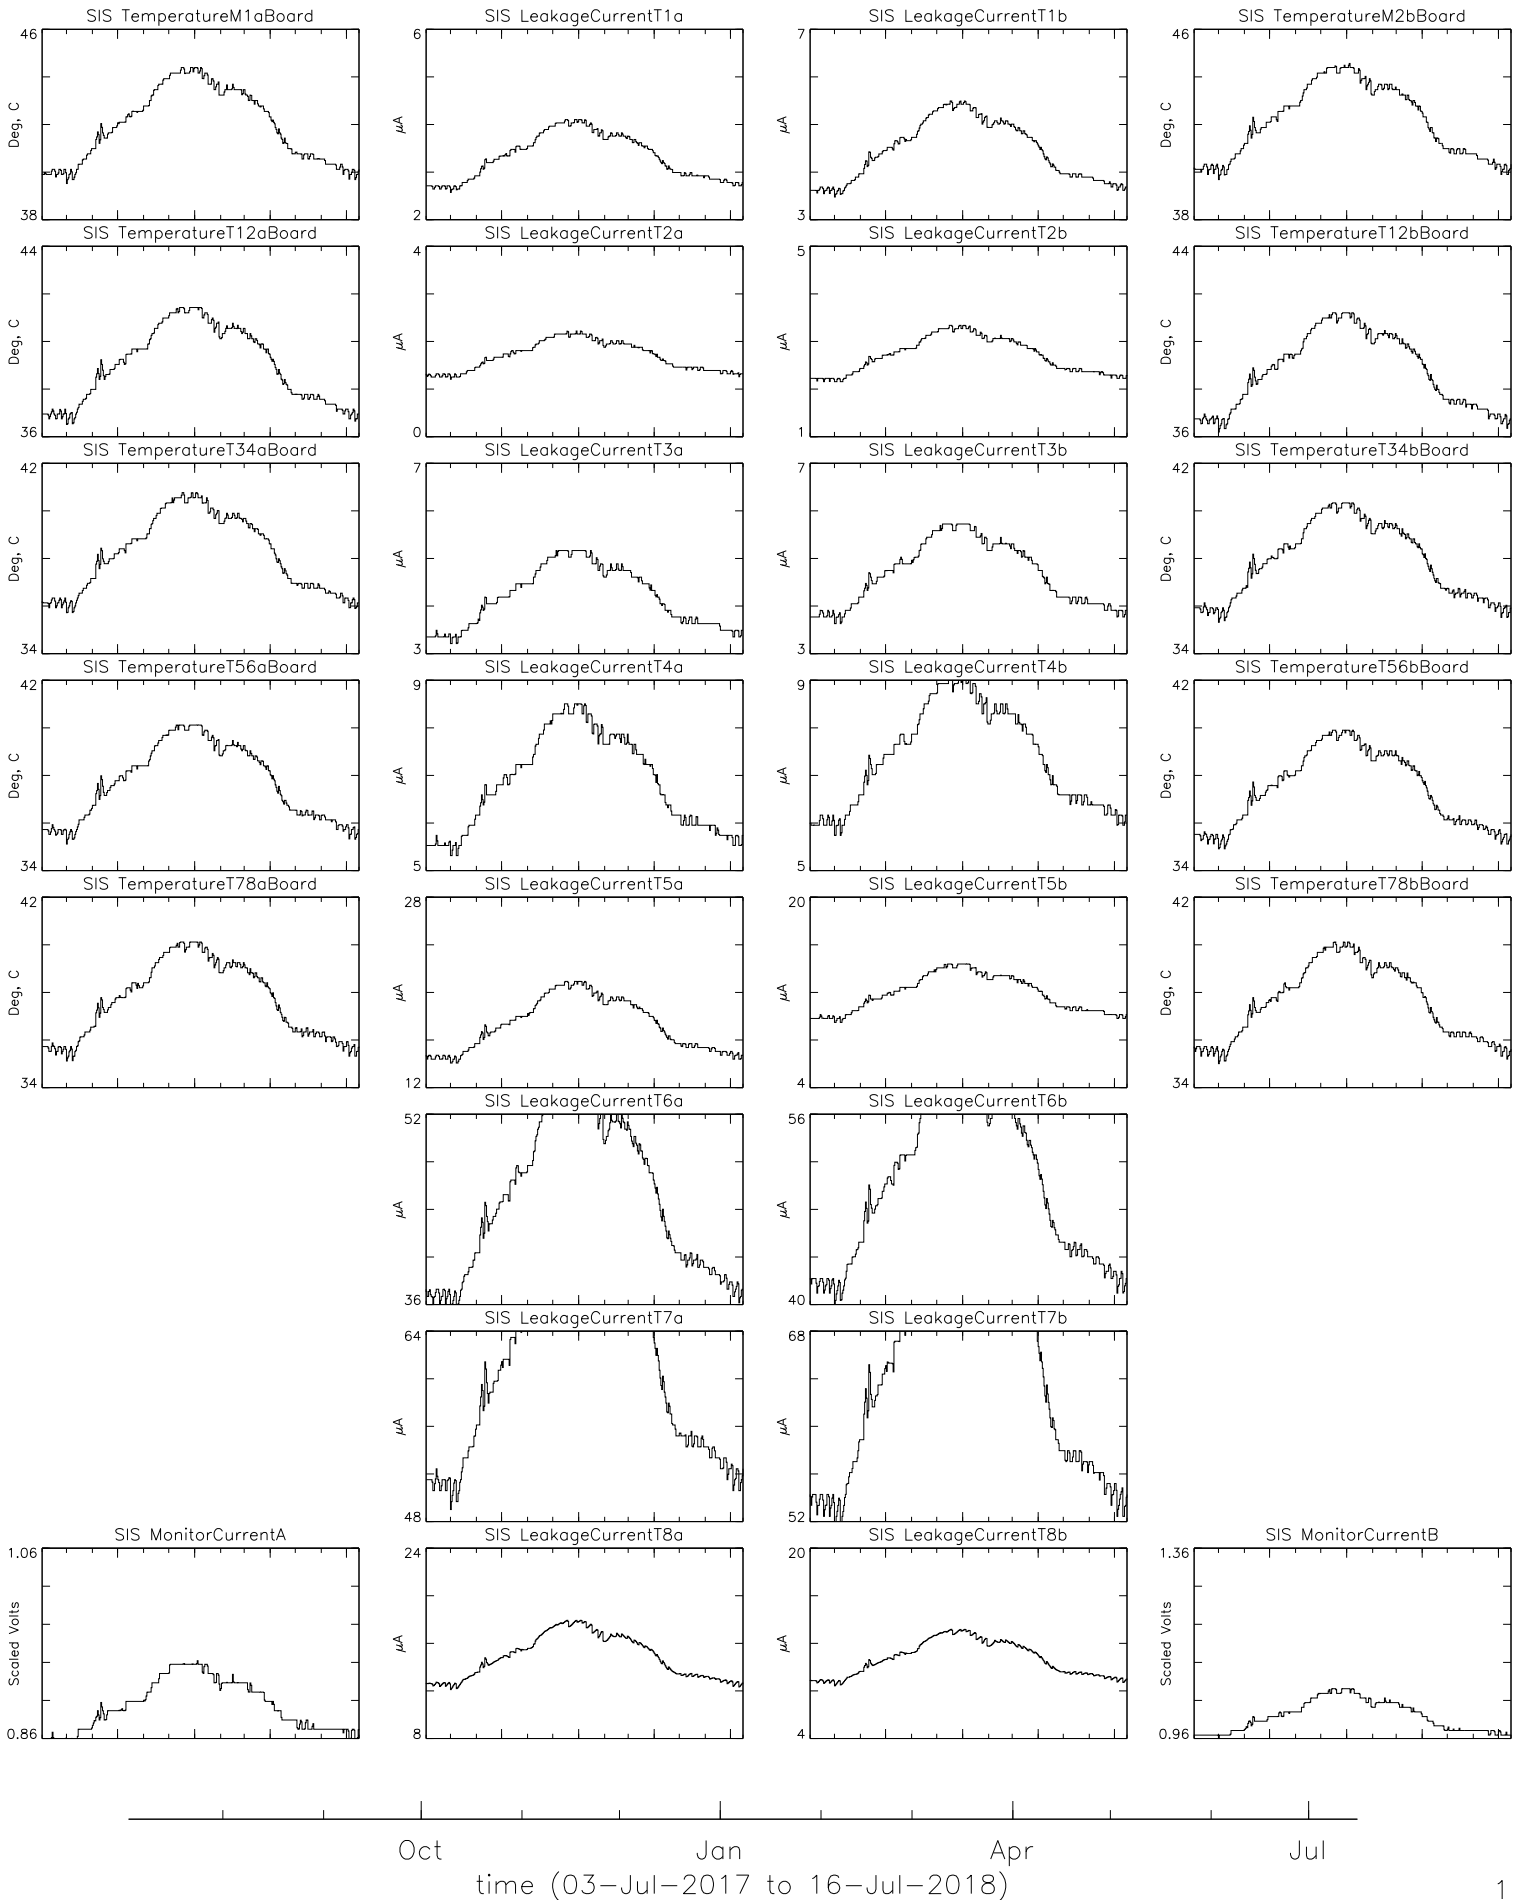 SIS TemperatureM1aBoard
46
Deg, C
38
SIS LeakageCurrentT1a
6
μA
2
SIS LeakageCurrentT1b
7
μA
3
SIS TemperatureM2bBoard
46
Deg, C
38
SIS TemperatureT12aBoard
44
Deg, C
36
SIS LeakageCurrentT2a
4
μA
0
SIS LeakageCurrentT2b
5
μA
1
SIS TemperatureT12bBoard
44
Deg, C
36
SIS TemperatureT34aBoard
42
Deg, C
34
SIS LeakageCurrentT3a
7
μA
3
SIS LeakageCurrentT3b
7
μA
3
SIS TemperatureT34bBoard
42
Deg, C
34
SIS TemperatureT56aBoard
42
Deg, C
34
SIS LeakageCurrentT4a
9
μA
5
SIS LeakageCurrentT4b
9
μA
5
SIS TemperatureT56bBoard
42
Deg, C
34
SIS TemperatureT78aBoard
42
Deg, C
34
SIS LeakageCurrentT5a
28
μA
12
SIS LeakageCurrentT5b
20
μA
4
SIS TemperatureT78bBoard
42
Deg, C
34
SIS LeakageCurrentT6a
52
μA
36
SIS LeakageCurrentT6b
56
μA
40
SIS LeakageCurrentT7a
64
μA
48
SIS LeakageCurrentT7b
68
μA
52
SIS MonitorCurrentA
1.06
Scaled Volts
0.86
SIS LeakageCurrentT8a
24
μA
8
SIS LeakageCurrentT8b
20
μA
4
SIS MonitorCurrentB
1.36
Scaled Volts
0.96
Oct Jan Apr Jul
time (03-Jul-2017 to 16-Jul-2018)
1